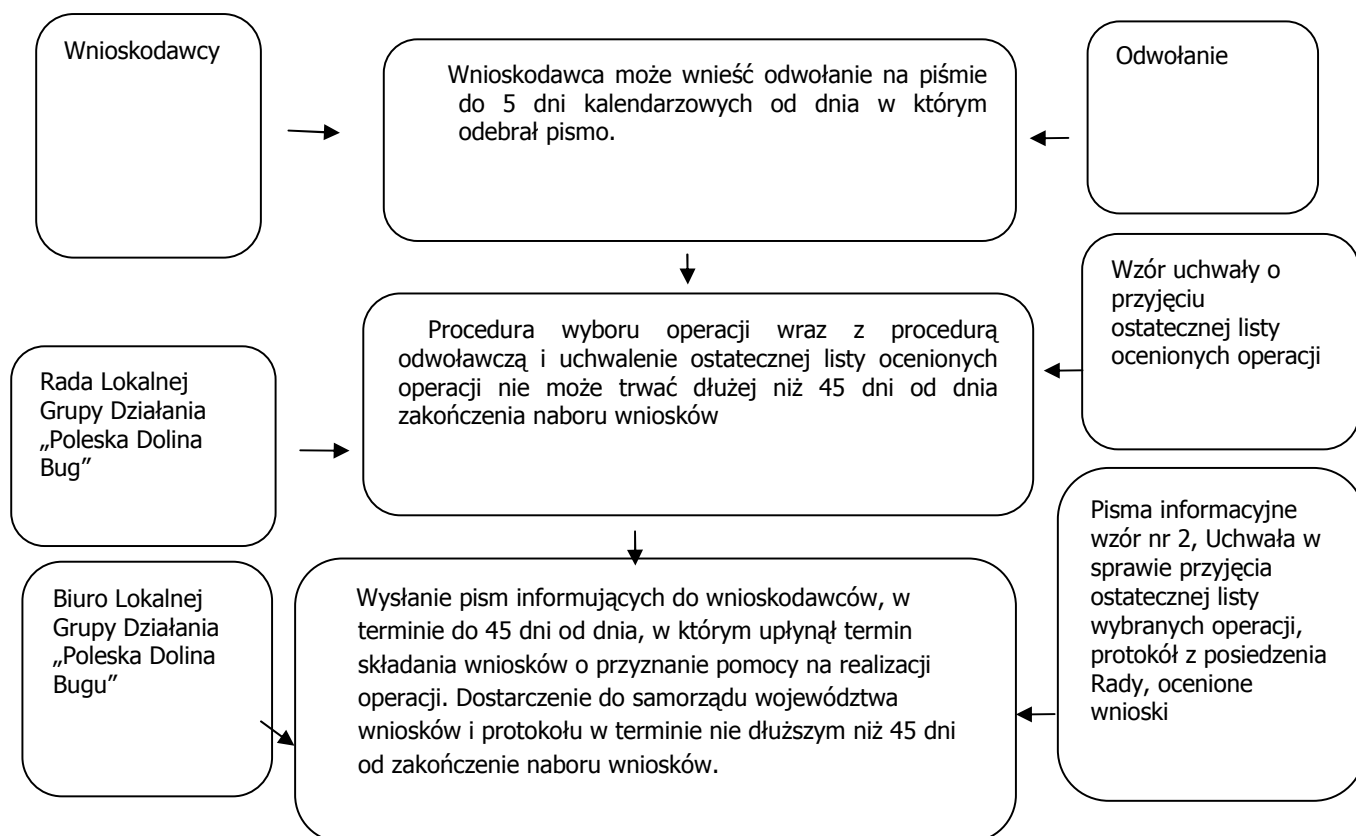 Wnioskodawcy
Wnioskodawca może wnieść odwołanie na piśmie
do 5 dni kalendarzowych od dnia w którym
odebrał pismo.
Odwołanie
Rada Lokalnej
Grupy Działania
„Poleska Dolina
Bug”
Procedura wyboru operacji wraz z procedurą
odwoławczą i uchwalenie ostatecznej listy ocenionych
operacji nie może trwać dłużej niż 45 dni od dnia
zakończenia naboru wniosków
Wzór uchwały o
przyjęciu
ostatecznej listy
ocenionych operacji
Biuro Lokalnej
Grupy Działania
„Poleska Dolina
Bugu”
Wysłanie pism informujących do wnioskodawców, w
terminie do 45 dni od dnia, w którym upłynął termin
składania wniosków o przyznanie pomocy na realizacji
operacji. Dostarczenie do samorządu województwa
wniosków i protokołu w terminie nie dłuższym niż 45 dni
od zakończenie naboru wniosków.
Pisma informacyjne
wzór nr 2, Uchwała w
sprawie przyjęcia
ostatecznej listy
wybranych operacji,
protokół z posiedzenia
Rady, ocenione
wnioski